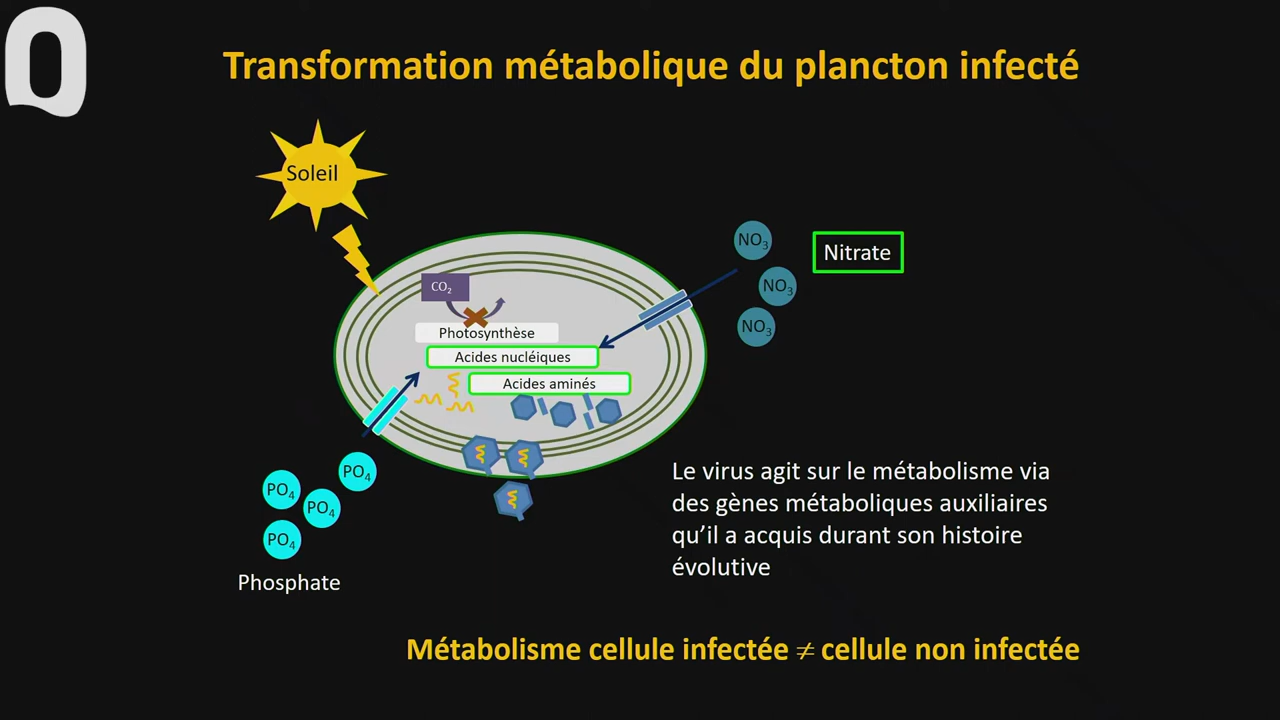 Q
Transformation métabolique du plancton infecté
Soleil
NO3
Nitrate
NO3
NO3
CO2
Photosynthèse
Acides nucléiques
Acides aminés
PO4
PO4
PO4
PO4
Phosphate
Le virus agit sur le métabolisme via
des gènes métaboliques auxiliaires
qu’il a acquis durant son histoire
évolutive
Métabolisme cellule infectée ≠ cellule non infectée